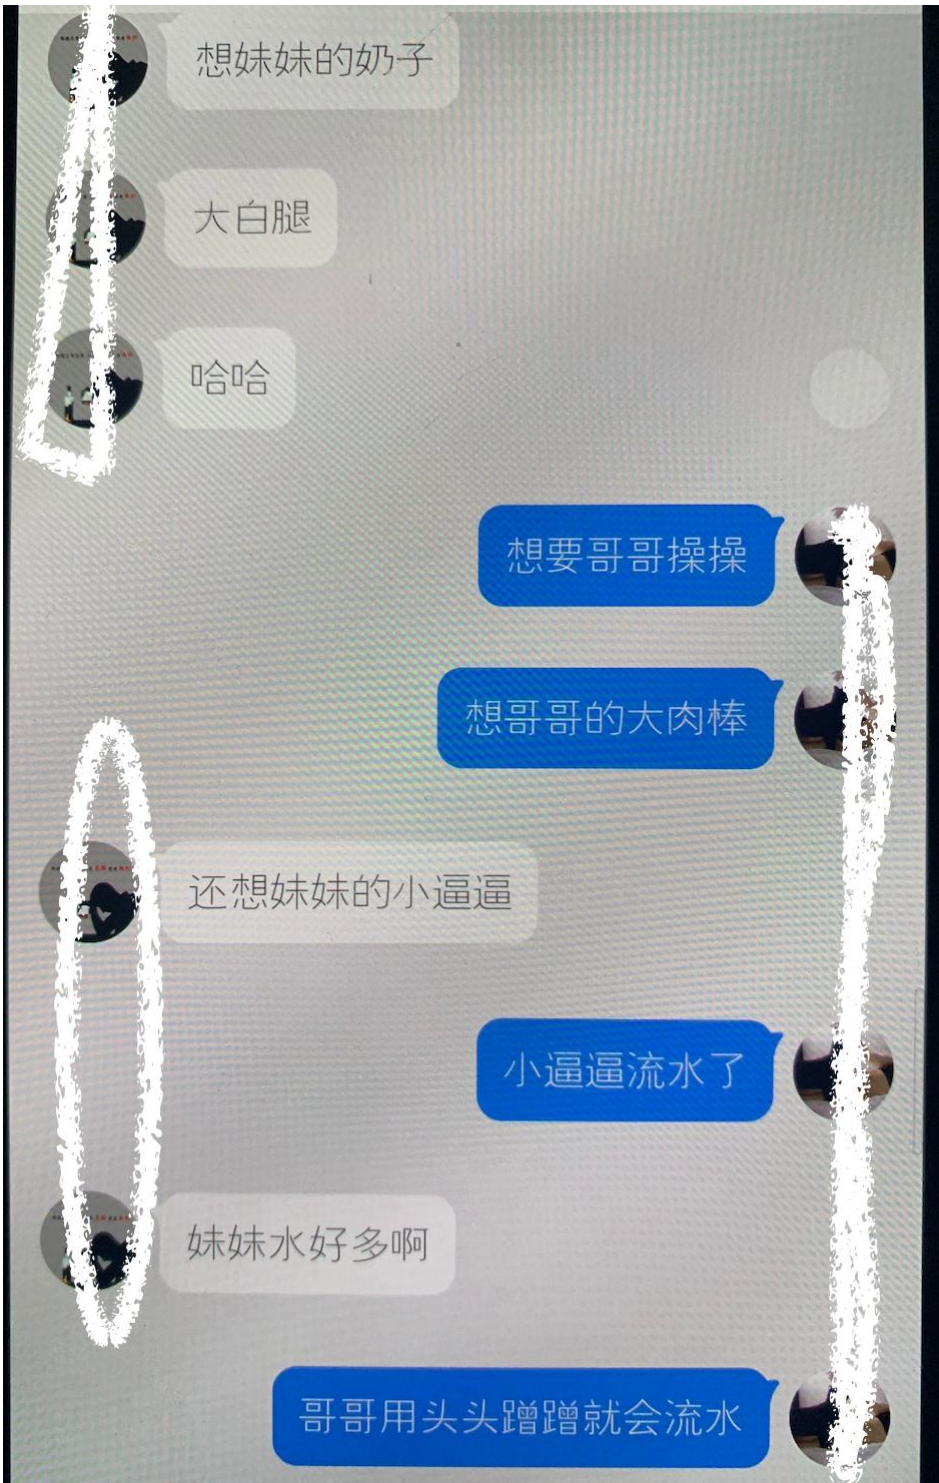 想妹妹的奶子
大白腿
哈哈
想要哥哥操操
想哥哥的大肉棒
还想妹妹的小逼逼
小逼逼流水了
妹妹水好多啊
哥哥用头头蹭蹭就会流水